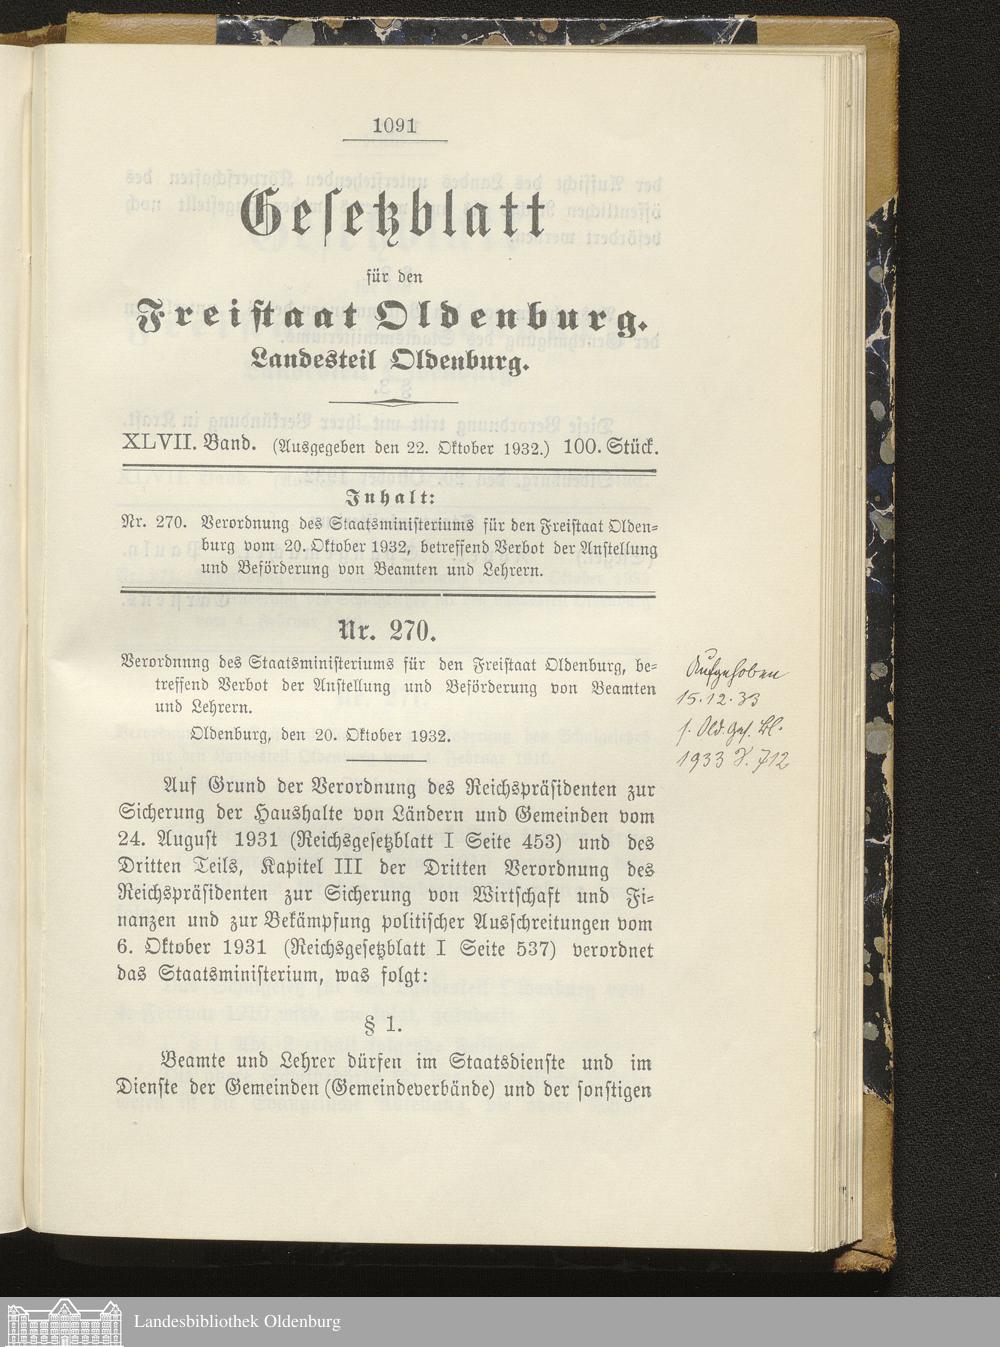 1091
Gesetzblatt
für den
Freistaat Oldenburg.
Landesteil Oldenburg.
XLVII. Band. (Ausgegeben den 22. Oktober 1932.) 100. Stück.
Inhalt:
Nr. 270. Verordnung des Staatsministeriums für den Freistaat Olden-
burg vom 20. Oktober 1932, betreffend Verbot der Anstellung
und Beförderung von Beamten und Lehrern.
Nr. 270.
Verordnung des Staatsministeriums für den Freistaat Oldenburg, be-
treffend Verbot der Anstellung und Beförderung von Beamten
und Lehrern.
Oldenburg, den 20. Oktober 1932.
Aufgehoben
15.12.33
s. Old. Ges. Bl.
1933 S. 712
Auf Grund der Verordnung des Reichspräsidenten zur
Sicherung der Haushalte von Ländern und Gemeinden vom
24. August 1931 (Reichsgesetzblatt I Seite 453) und des
Dritten Teils, Kapitel III der Dritten Verordnung des
Reichspräsidenten zur Sicherung von Wirtschaft und Fi-
nanzen und zur Bekämpfung politischer Ausschreitungen vom
6. Oktober 1931 (Reichsgesetzblatt I Seite 537) verordnet
das Staatsministerium, was folgt:
§ 1.
Beamte und Lehrer dürfen im Staatsdienste und im
Dienste der Gemeinden (Gemeindeverbände) und der sonstigen
Landesbibliothek Oldenburg